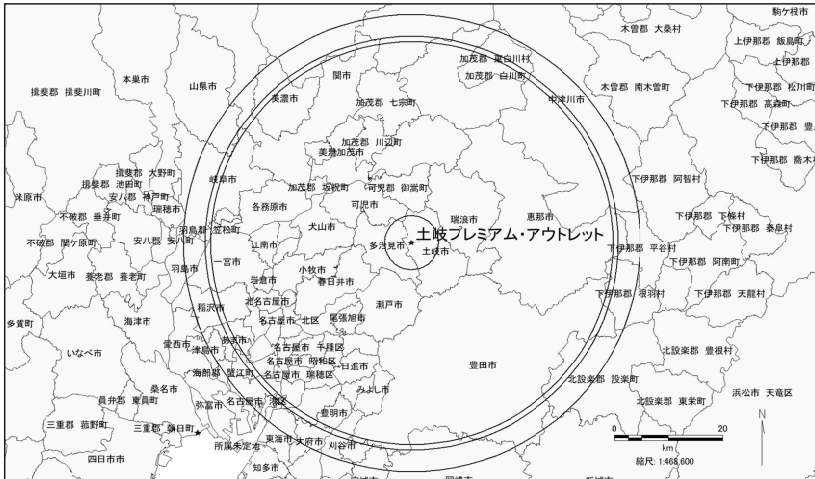 駒ケ根市
木曽郡 大桑村
上伊那郡 飯島町
加茂郡 東白川村
上伊那郡
本巣市
山県市
関市
加茂郡 白川町
木曽郡 南木曽町
下伊那郡 松川町
揖斐郡 揖斐川町
美濃市
加茂郡 七宗町
中津川市
下伊那郡 高森町
下伊那郡 豊
加茂郡 川辺町
美濃加茂市
下伊那郡 喬木
揖斐郡 大野町
岐阜市
下伊那郡 阿智村
揖斐郡 池田町
加茂郡 坂祝町
可児郡 御嵩町
米原市
安八郡 神戸町
瑞穂市
各務原市
可児市
不破郡 垂井町
瑞浪市
恵那市
下伊那郡 下條村
犬山市
羽島郡 笠松町
下伊那郡 泰阜村
土岐プレミアム・アウトレット
不破郡 関ケ原町
安八郡 安八町
江南市
多治見市
土岐市
下伊那郡 平谷村
下伊那郡 阿南町
大垣市
養老郡 養老町
羽島市
一宮市
小牧市
岩倉市
春日井市
下伊那郡 根羽村
下伊那郡 天龍村
北名古屋市
稲沢市
瀬戸市
多賀町
海津市
名古屋市 北区
尾張旭市
愛西市
津島市
あま市
名古屋市 千種区
いなべ市
名古屋市 昭和区
日進市
豊田市
北設楽郡 豊根村
海部郡 蟹江町
名古屋市 瑞穂区
北設楽郡 設楽町
桑名市
みよし市
浜松市 天竜区
員弁郡 東員町
弥富市
名古屋市 港区
北設楽郡 東栄町
豊明市
三重郡 菰野町
三重郡 朝日町
N
所属未定地
東海市
大府市
刈谷市
0
20
km
四日市市
知多市
縮尺: 1:468,600
安城市
岡崎市
新城市